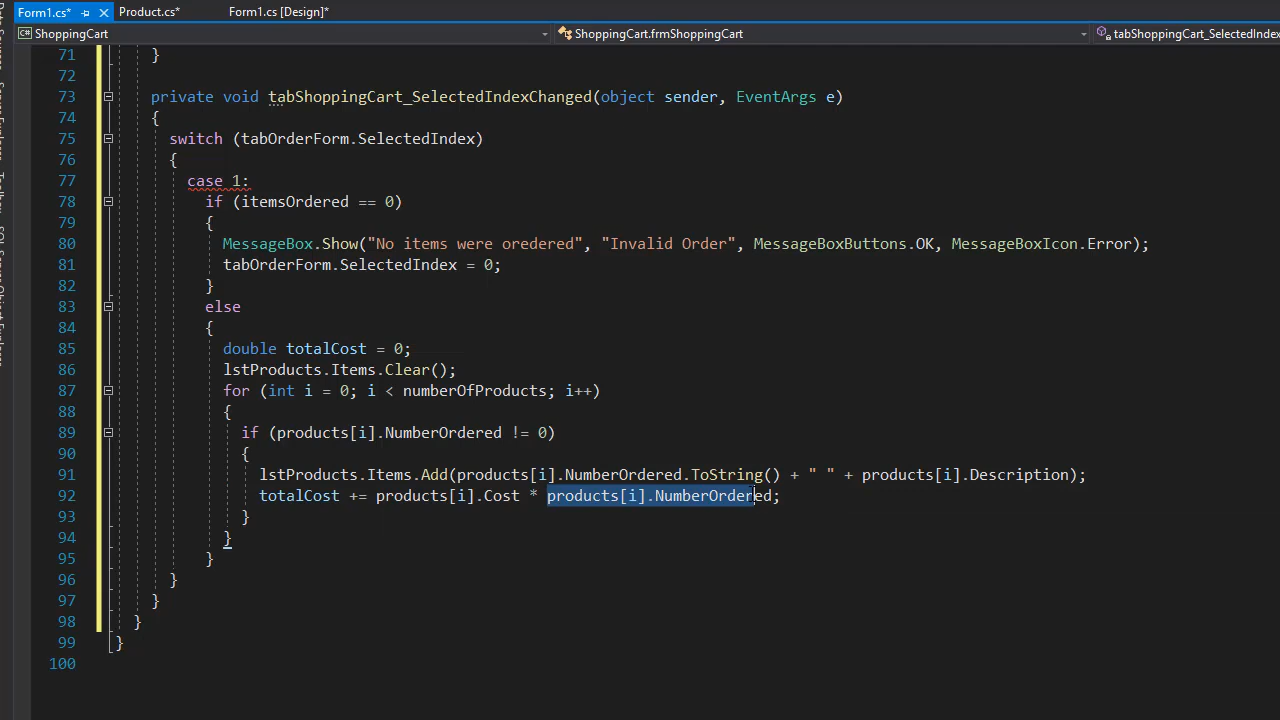 Form1.cs* Product.cs* Form1.cs [Design]*
ShoppingCart ShoppingCart.frmShoppingCart tabShoppingCart_SelectedIndex
71 }
72
73 private void tabShoppingCart_SelectedIndexChanged(object sender, EventArgs e)
74 {
75 switch (tabOrderForm.SelectedIndex)
76 {
77 case 1:
78 if (itemsOrdered == 0)
79 {
80 MessageBox.Show("No items were oredered", "Invalid Order", MessageBoxButtons.OK, MessageBoxIcon.Error);
81 tabOrderForm.SelectedIndex = 0;
82 }
83 else
84 {
85 double totalCost = 0;
86 lstProducts.Items.Clear();
87 for (int i = 0; i < numberOfProducts; i++)
88 {
89 if (products[i].NumberOrdered != 0)
90 {
91 lstProducts.Items.Add(products[i].NumberOrdered.ToString() + " " + products[i].Description);
92 totalCost += products[i].Cost * products[i].NumberOrdered;
93 }
94 }
95 }
96 }
97 }
98 }
99 }
100